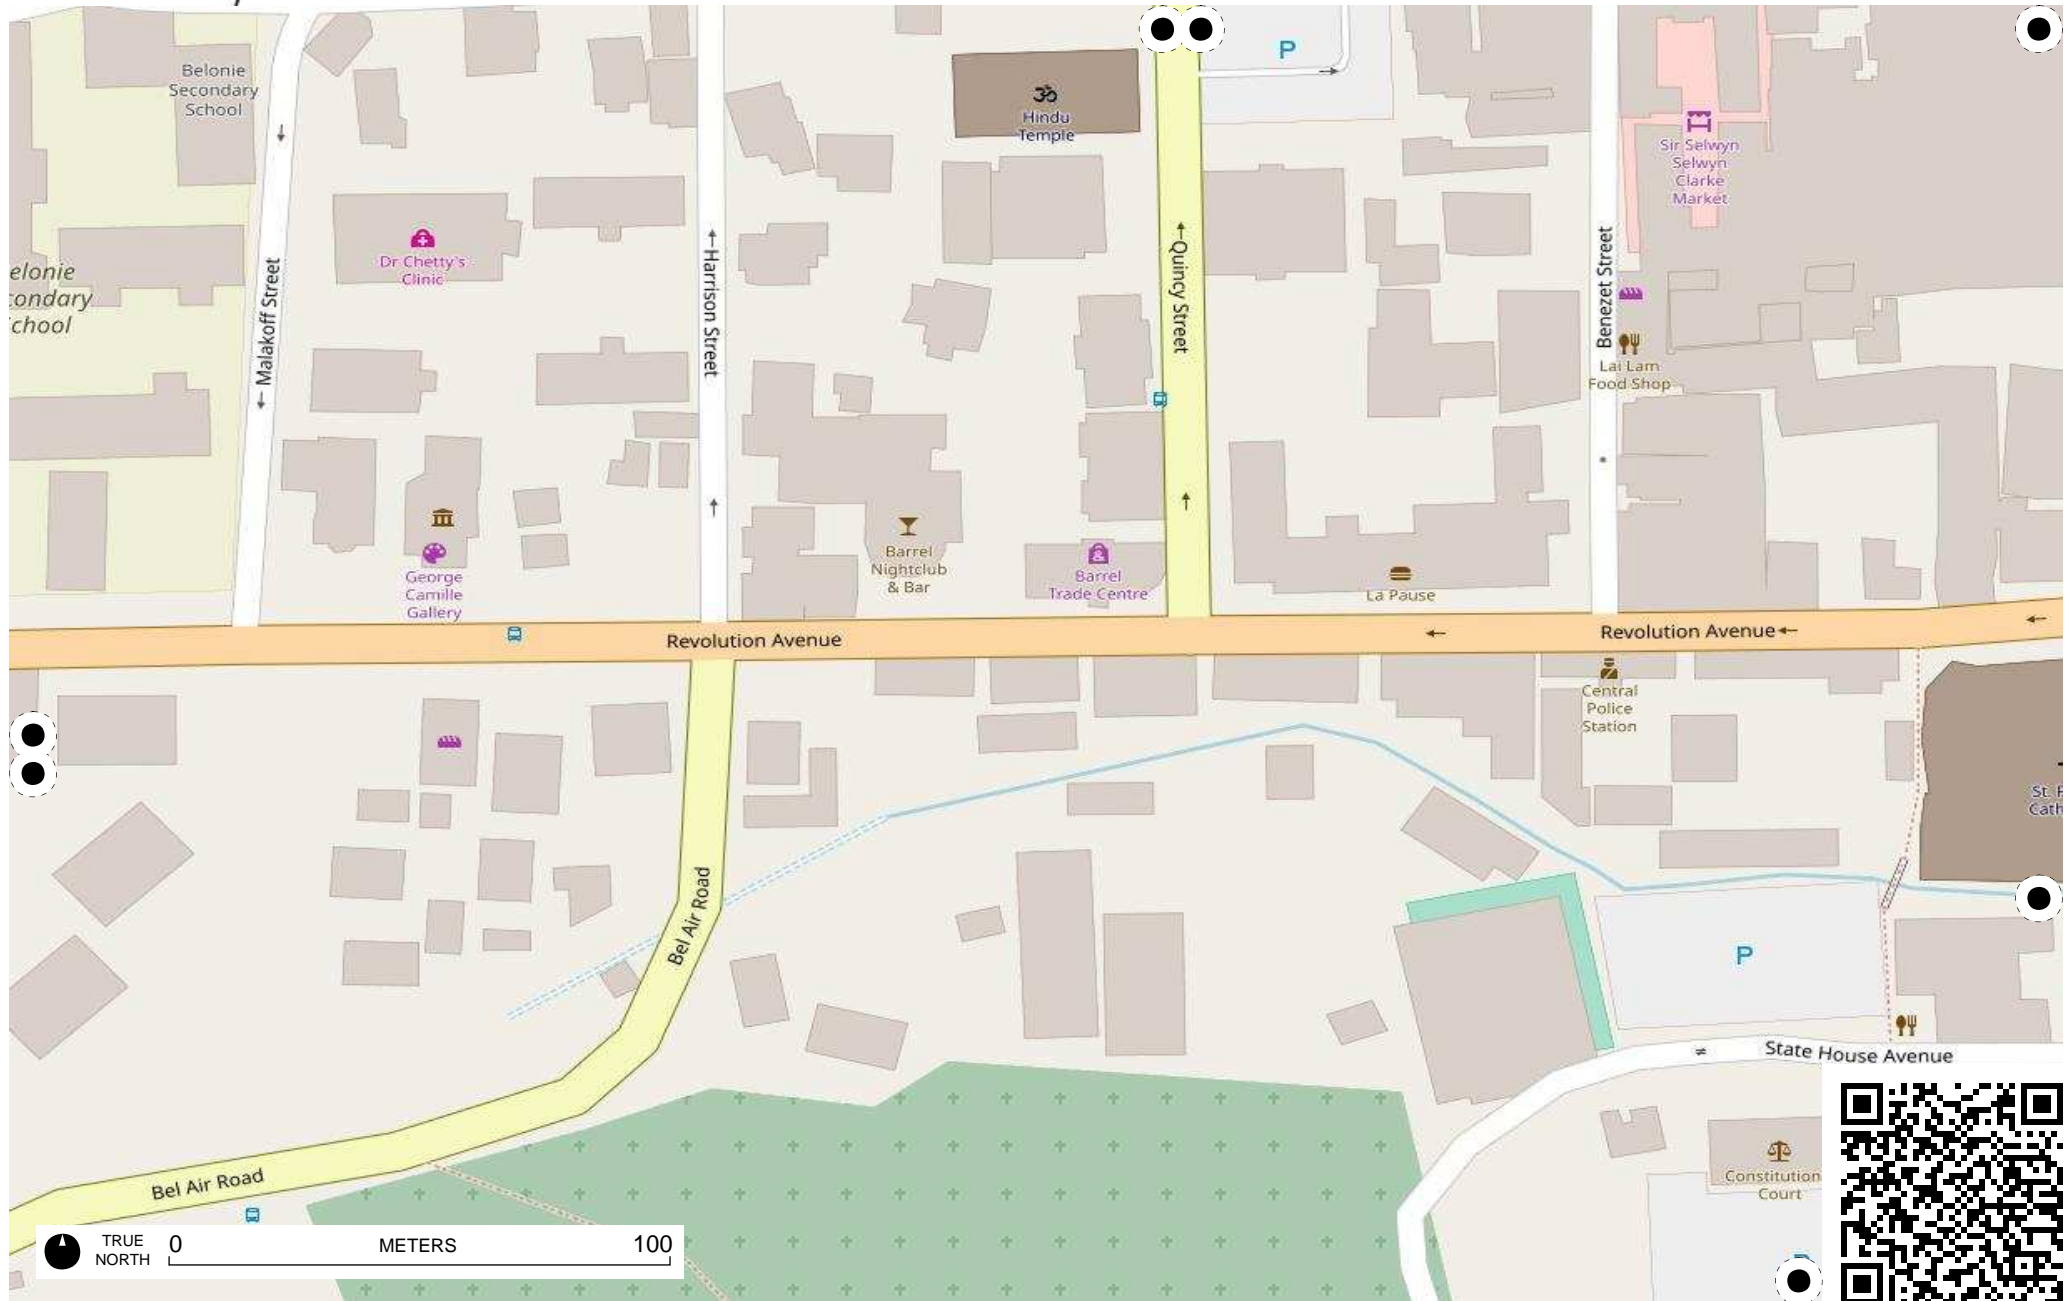 Belonie
Secondary
School
P
Hindu
Temple
Sir Selwyn
Selwyn
Clarke
Market
Dr Chetty's
Clinic
elonie
condary
chool
Malakoff Street
Harrison Street
Quincy Street
Benezet Street
Lai Lam
Food Shop
George
Camille
Gallery
Barrel
Nightclub
& Bar
Barrel
Trade Centre
La Pause
Revolution Avenue
Revolution Avenue
Central
Police
Station
St.
Cath
Bel Air Road
P
State House Avenue
Constitution
Court
Bel Air Road
TRUE
NORTH
0
METERS
100